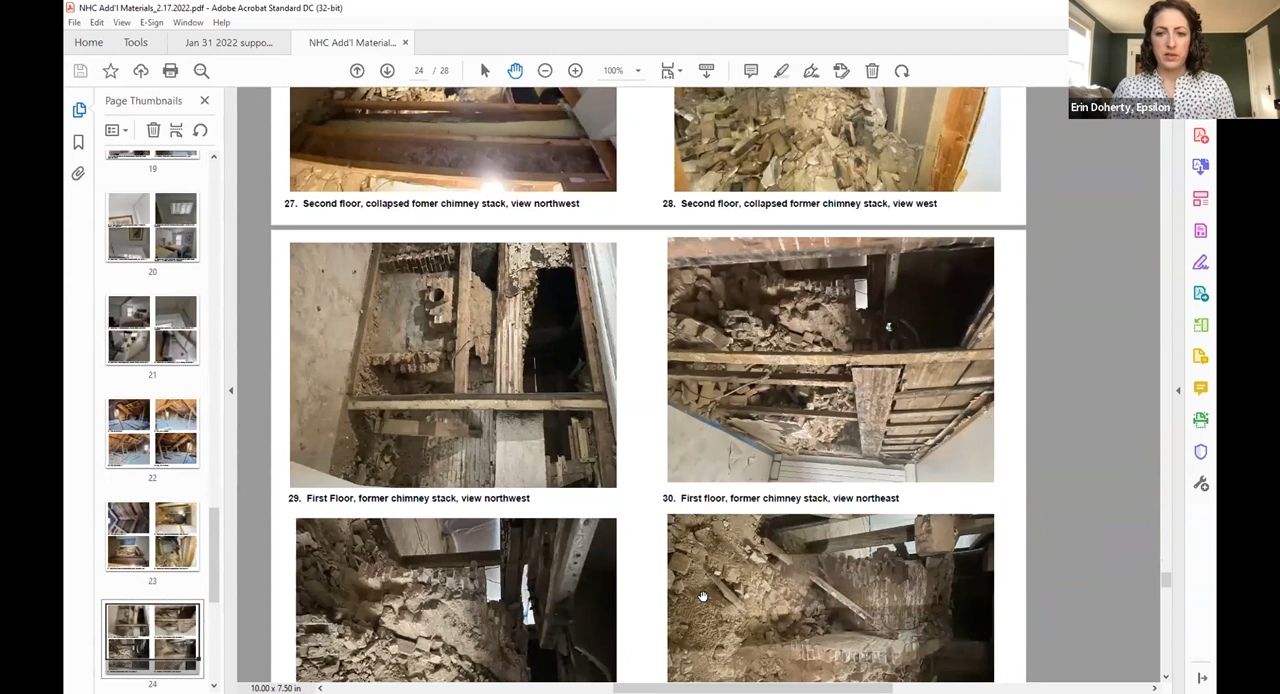 NHC Add'l Materials_2.17.2022.pdf - Adobe Acrobat Standard DC (32-bit)
File Edit View E-Sign Window Help
Home Tools Jan 31 2022 suppo... NHC Add'l Material... ×
24 / 28 100%
Page Thumbnails
19
20
21
22
23
24
27. Second floor, collapsed fomer chimney stack, view northwest
28. Second floor, collapsed former chimney stack, view west
29. First Floor, former chimney stack, view northwest
30. First floor, former chimney stack, view northeast
10.00 x 7.50 in
Erin Doherty, Epsilon